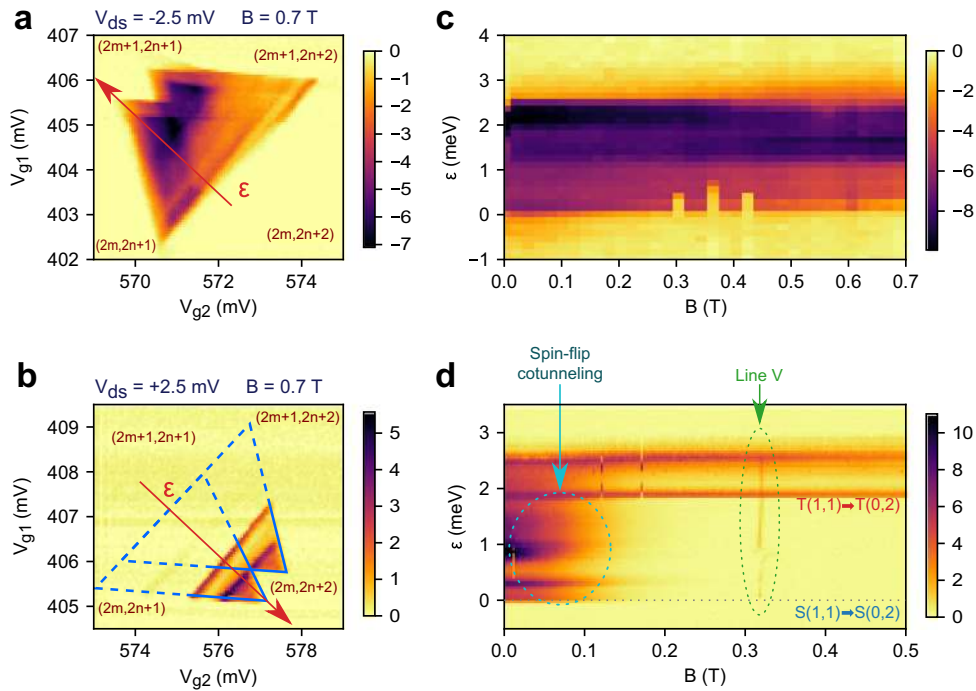 a
V_ds = -2.5 mV B = 0.7 T
407
406
405
404
403
402
V_g1 (mV)
(2m+1,2n+1)
(2m+1,2n+2)
(2m,2n+1)
(2m,2n+2)
ε
570
572
574
V_g2 (mV)
0
−1
−2
−3
−4
−5
−6
−7
c
4
3
2
1
0
−1
ε (meV)
0.0
0.1
0.2
0.3
0.4
0.5
0.6
0.7
B (T)
0
−2
−4
−6
−8
b
V_ds = +2.5 mV B = 0.7 T
409
408
407
406
405
V_g1 (mV)
(2m+1,2n+1)
(2m+1,2n+2)
(2m,2n+1)
(2m,2n+2)
ε
574
576
578
V_g2 (mV)
5
4
3
2
1
0
d
Spin-flip
cotunneling
Line V
3
2
1
0
ε (meV)
T(1,1)➡T(0,2)
S(1,1)➡S(0,2)
0.0
0.1
0.2
0.3
0.4
0.5
B (T)
10
8
6
4
2
0